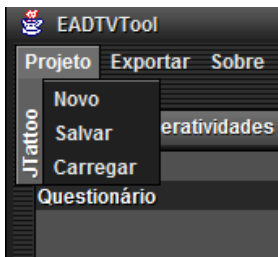 EADTVTool
Projeto Exportar Sobre
JTattoo
Novo
Salvar
eratividades
Carregar
Questionário